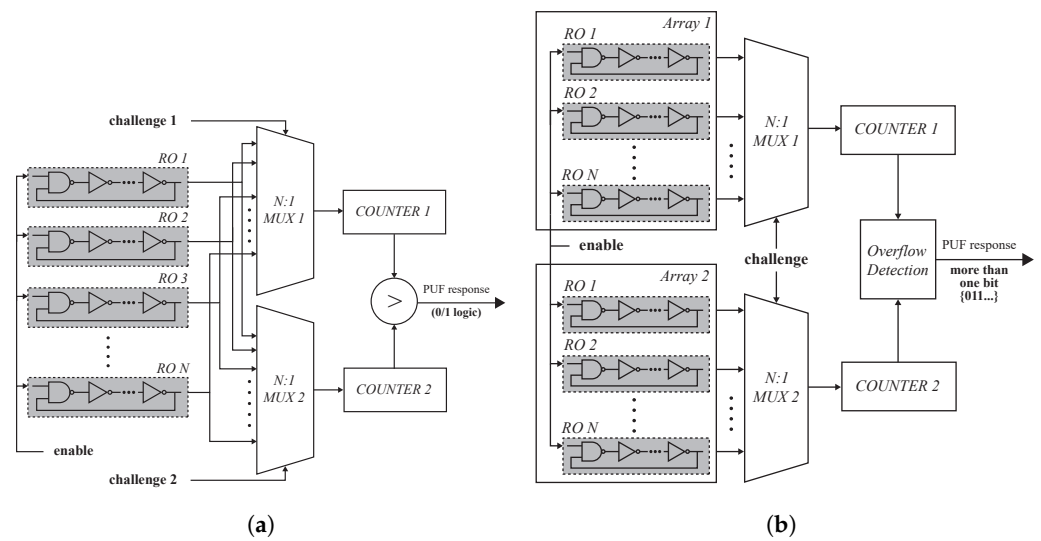 challenge 1
RO 1
RO 2
RO 3
RO N
enable
challenge 2
N:1
MUX 1
N:1
MUX 2
COUNTER 1
>
COUNTER 2
PUF response
(0/1 logic)
(a)
Array 1
RO 1
RO 2
RO N
enable
Array 2
RO 1
RO 2
RO N
N:1
MUX 1
challenge
N:1
MUX 2
COUNTER 1
Overflow
Detection
COUNTER 2
PUF response
more than
one bit
{011...}
(b)